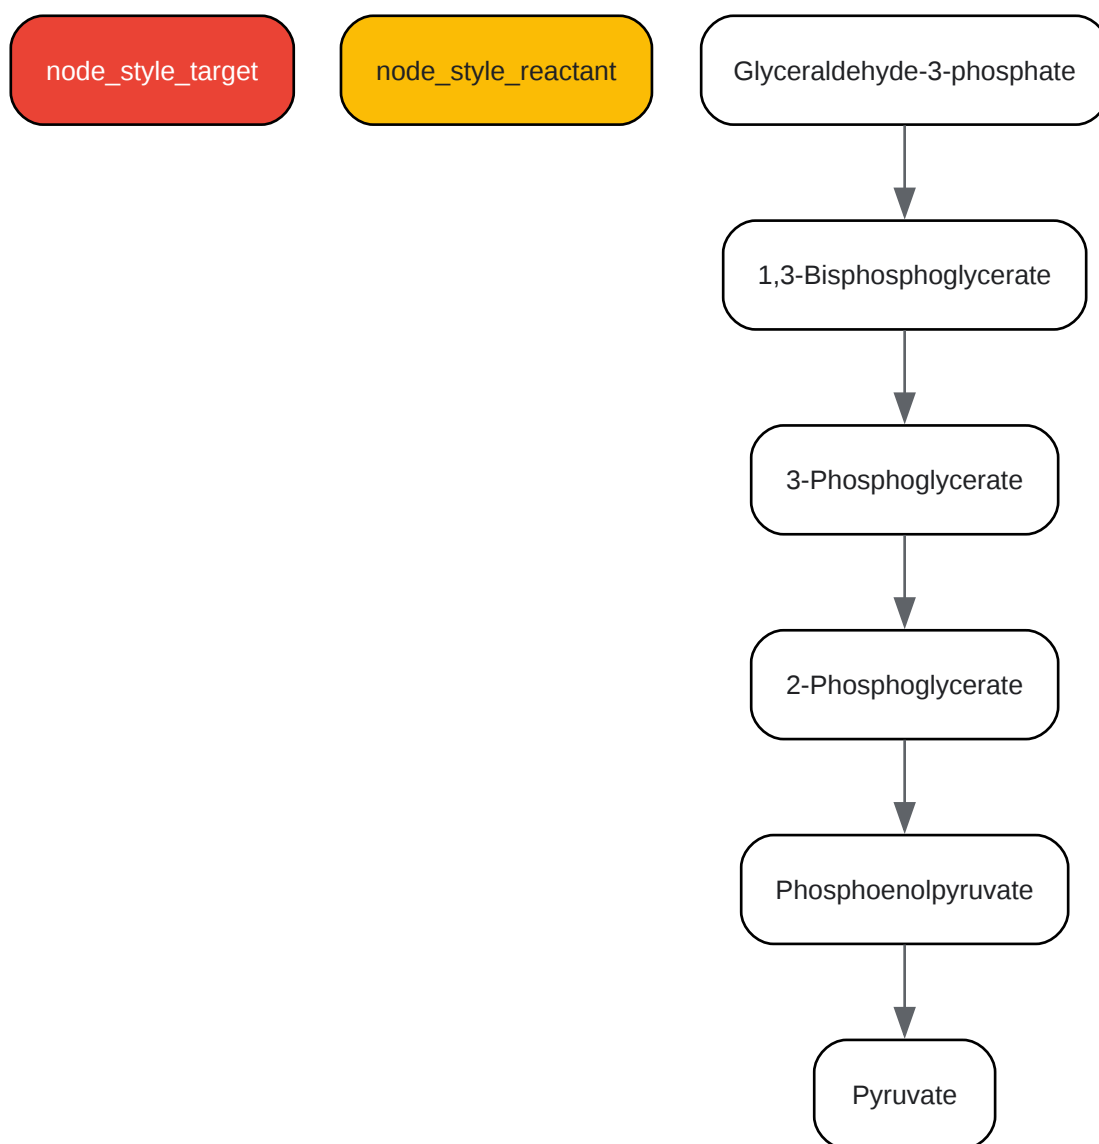 node_style_target
node_style_reactant
Glyceraldehyde-3-phosphate
1,3-Bisphosphoglycerate
3-Phosphoglycerate
2-Phosphoglycerate
Phosphoenolpyruvate
Pyruvate